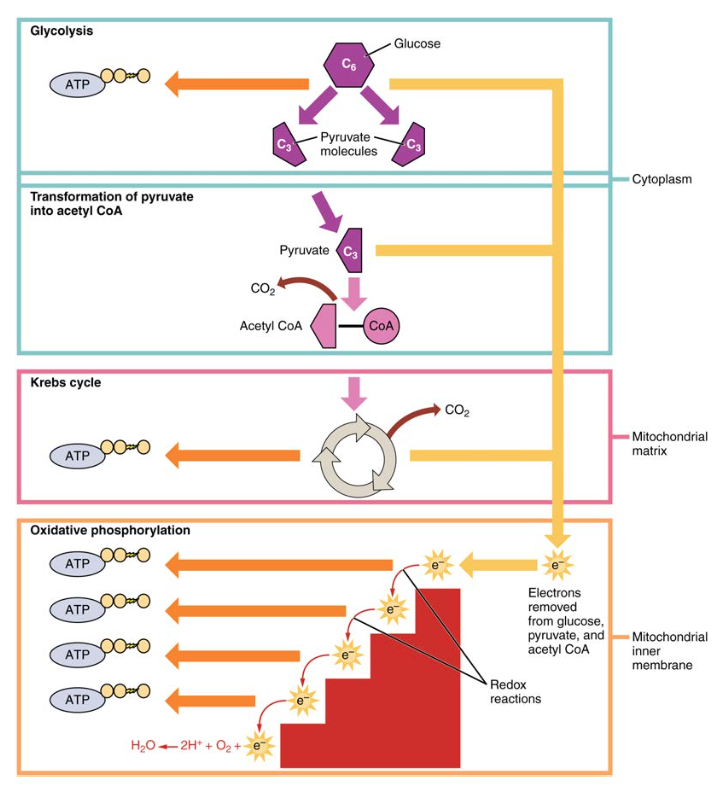 Glycolysis
Glucose
C6
ATP
C3
Pyruvate
molecules
C3
Cytoplasm
Transformation of pyruvate
into acetyl CoA
Pyruvate
C3
CO2
Acetyl CoA
CoA
Krebs cycle
CO2
ATP
Mitochondrial
matrix
Oxidative phosphorylation
ATP
e–
e–
Electrons
removed
from glucose,
pyruvate, and
acetyl CoA
ATP
e–
Mitochondrial
inner
membrane
ATP
e–
Redox
reactions
ATP
e–
H2O ← 2H+ + O2 + e–